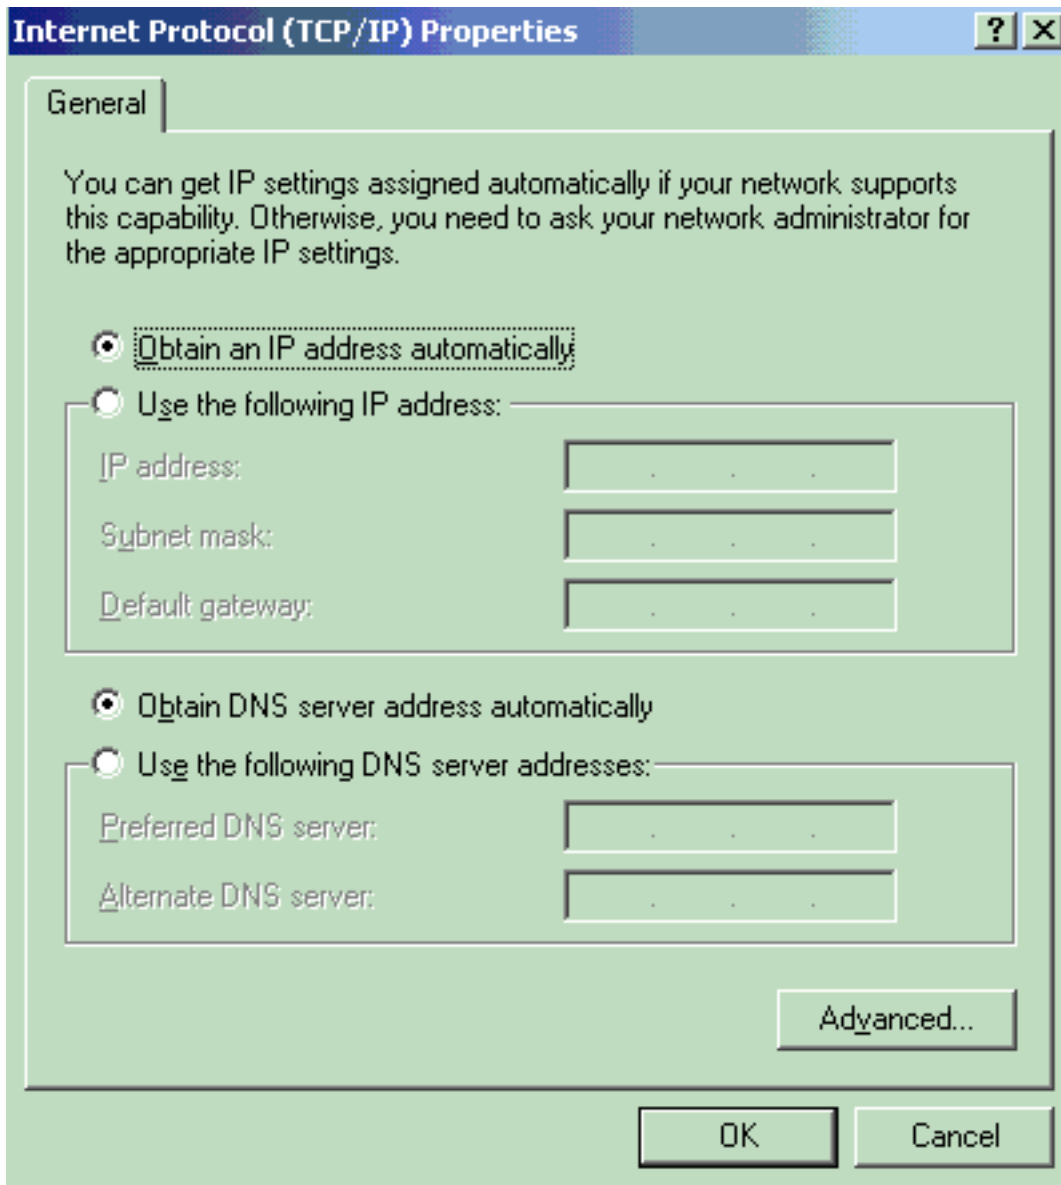 Internet Protocol (TCP/IP) Properties
General
You can get IP settings assigned automatically if your network supports
this capability. Otherwise, you need to ask your network administrator for
the appropriate IP settings.
Obtain an IP address automatically
Use the following IP address:
IP address:
Subnet mask:
Default gateway:
Obtain DNS server address automatically
Use the following DNS server addresses:
Preferred DNS server:
Alternate DNS server:
Advanced...
OK
Cancel